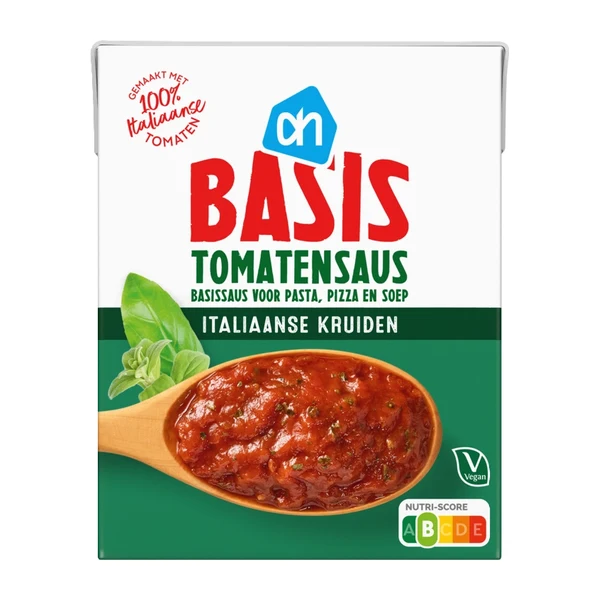 GEMAAKT MET
100%
Italiaanse
TOMATEN
ah
BASIS
TOMATENSAUS
BASISSAUS VOOR PASTA, PIZZA EN SOEP
ITALIAANSE KRUIDEN
V
Vegan
NUTRI-SCORE
A B C D E